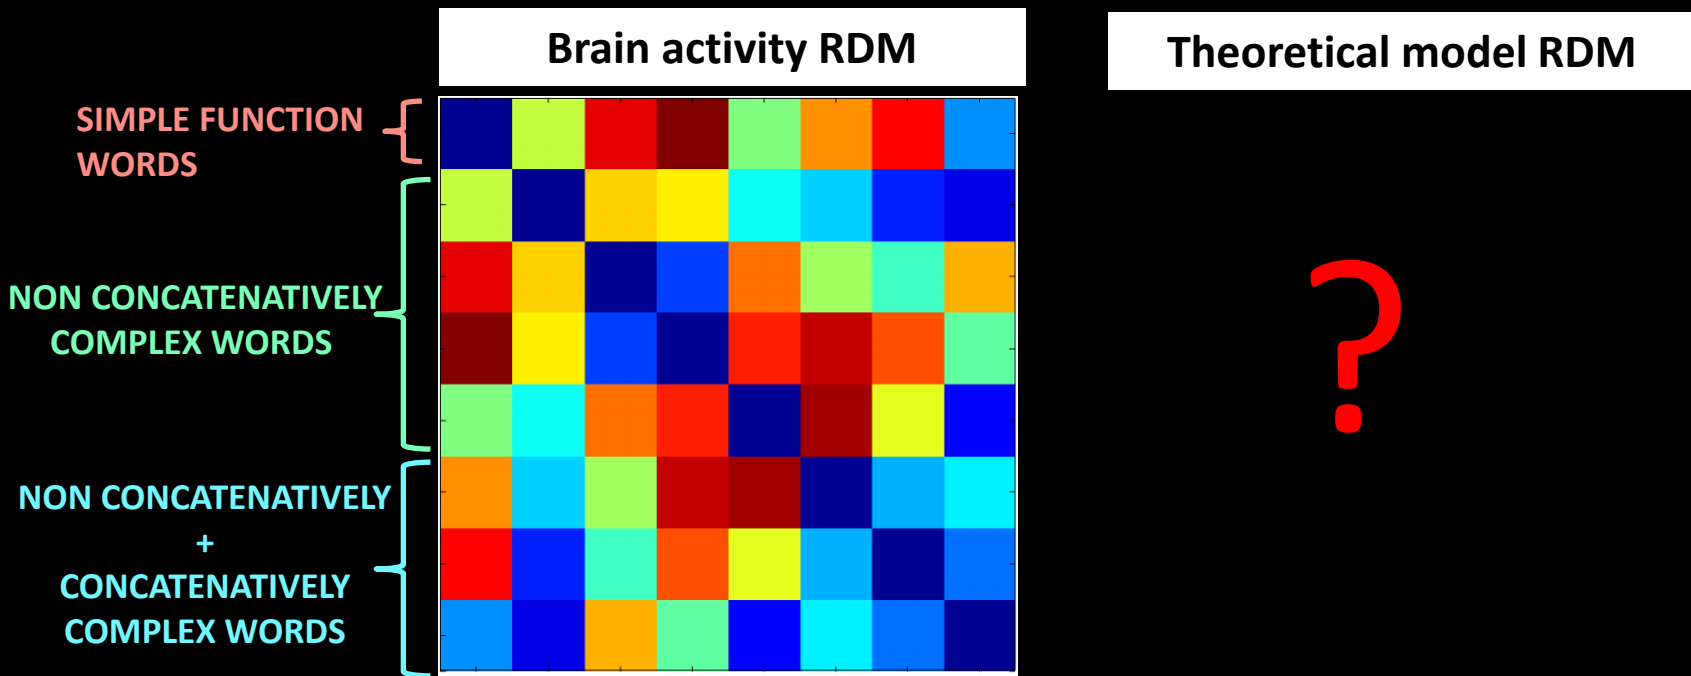 Brain activity RDM
Theoretical model RDM
SIMPLE FUNCTION
WORDS
NON CONCATENATIVELY
COMPLEX WORDS
NON CONCATENATIVELY
+
CONCATENATIVELY
COMPLEX WORDS
?